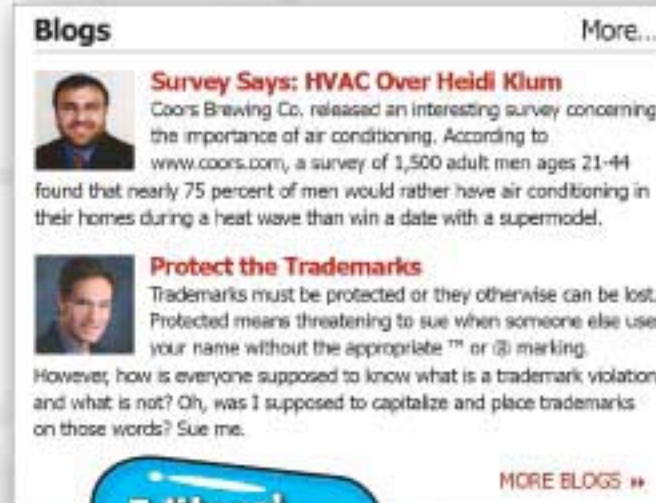 Blogs
More...
Survey Says: HVAC Over Heidi Klum
Coors Brewing Co. released an interesting survey concerning
the importance of air conditioning. According to
www.coors.com, a survey of 1,500 adult men ages 21-44
found that nearly 75 percent of men would rather have air conditioning in
their homes during a heat wave than win a date with a supermodel.
Protect the Trademarks
Trademarks must be protected or they otherwise can be lost.
Protected means threatening to sue when someone else use
your name without the appropriate ™ or ® marking.
However, how is everyone supposed to know what is a trademark violation
and what is not? Oh, was I supposed to capitalize and place trademarks
on those words? Sue me.
MORE BLOGS »